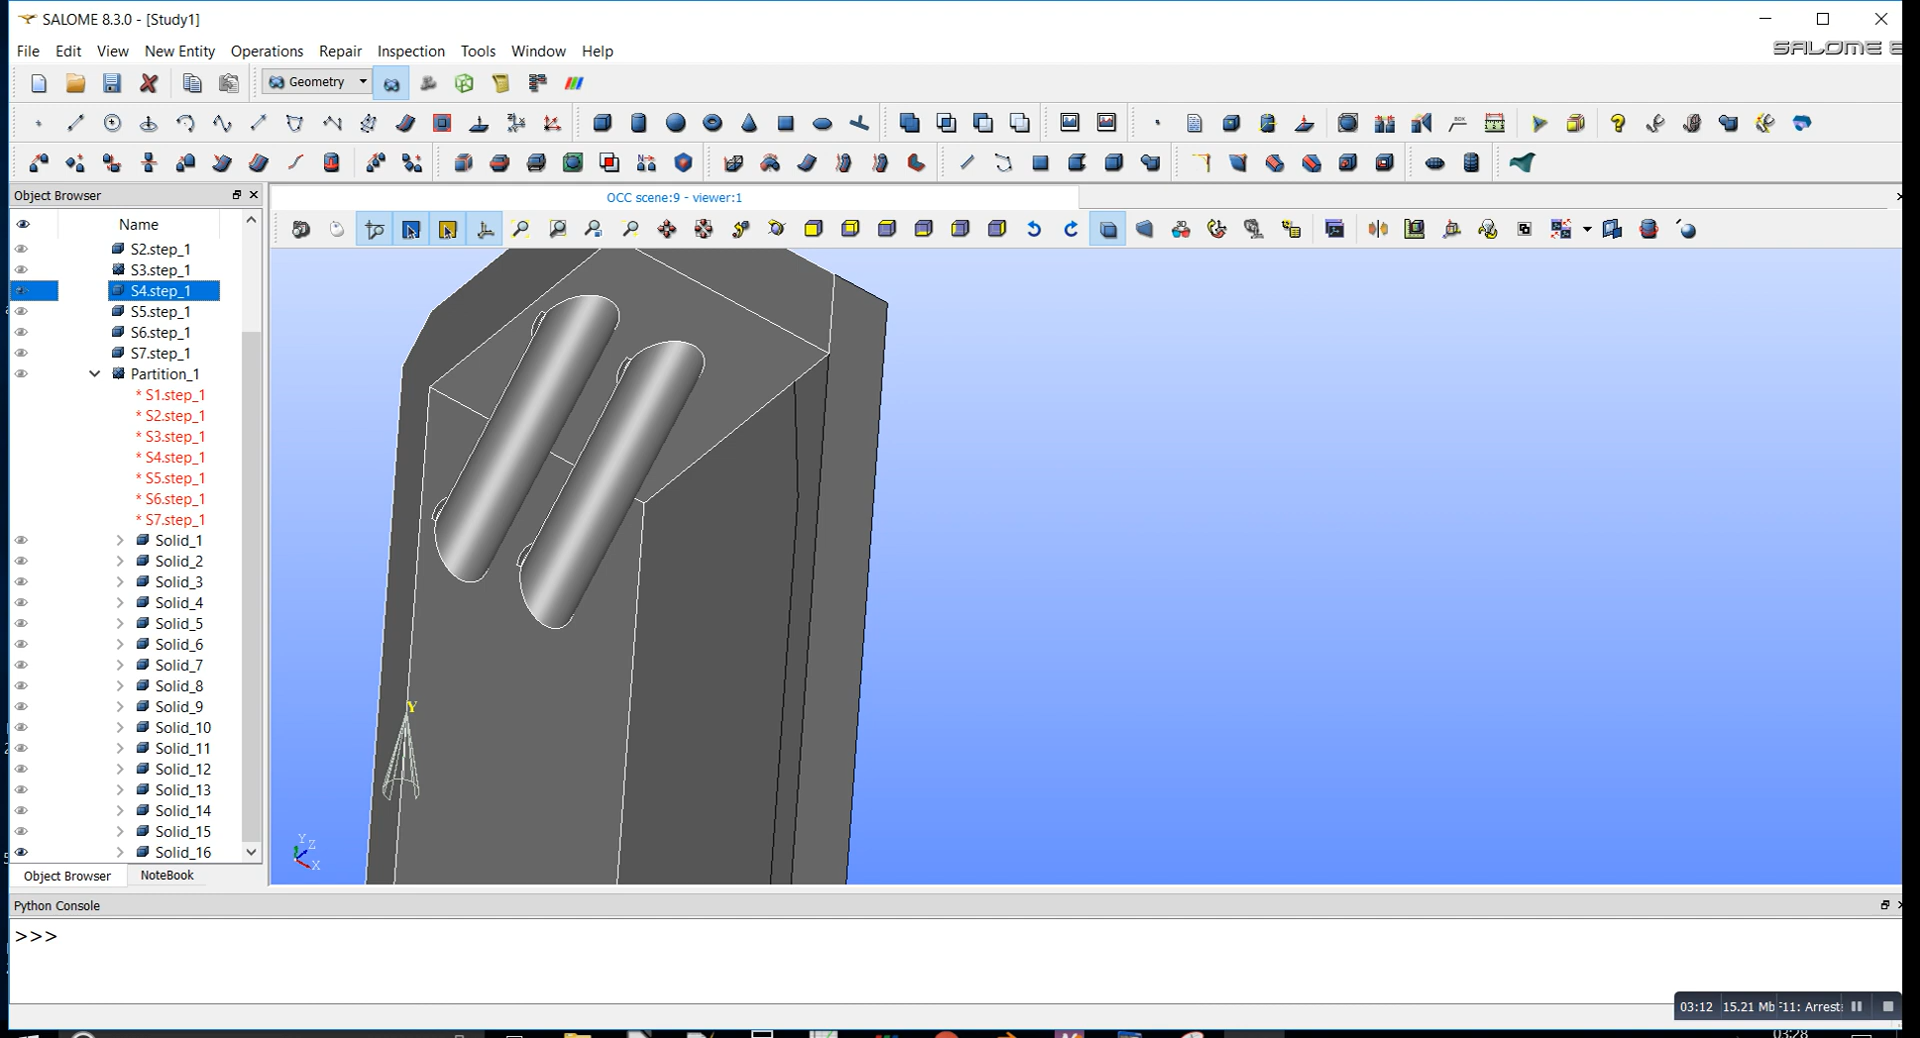 SALOME 8.3.0 - [Study1]
File Edit View New Entity Operations Repair Inspection Tools Window Help
SALOME
Geometry
Object Browser
OCC scene:9 - viewer:1
Name
S2.step_1
S3.step_1
S4.step_1
S5.step_1
S6.step_1
S7.step_1
Partition_1
* S1.step_1
* S2.step_1
* S3.step_1
* S4.step_1
* S5.step_1
* S6.step_1
* S7.step_1
Solid_1
Solid_2
Solid_3
Solid_4
Solid_5
Solid_6
Solid_7
Solid_8
Solid_9
Solid_10
Solid_11
Solid_12
Solid_13
Solid_14
Solid_15
Solid_16
Y
Y
Z
X
Object Browser NoteBook
Python Console
>>>
03:12 15.21 Mb F11: Arrest
03:28